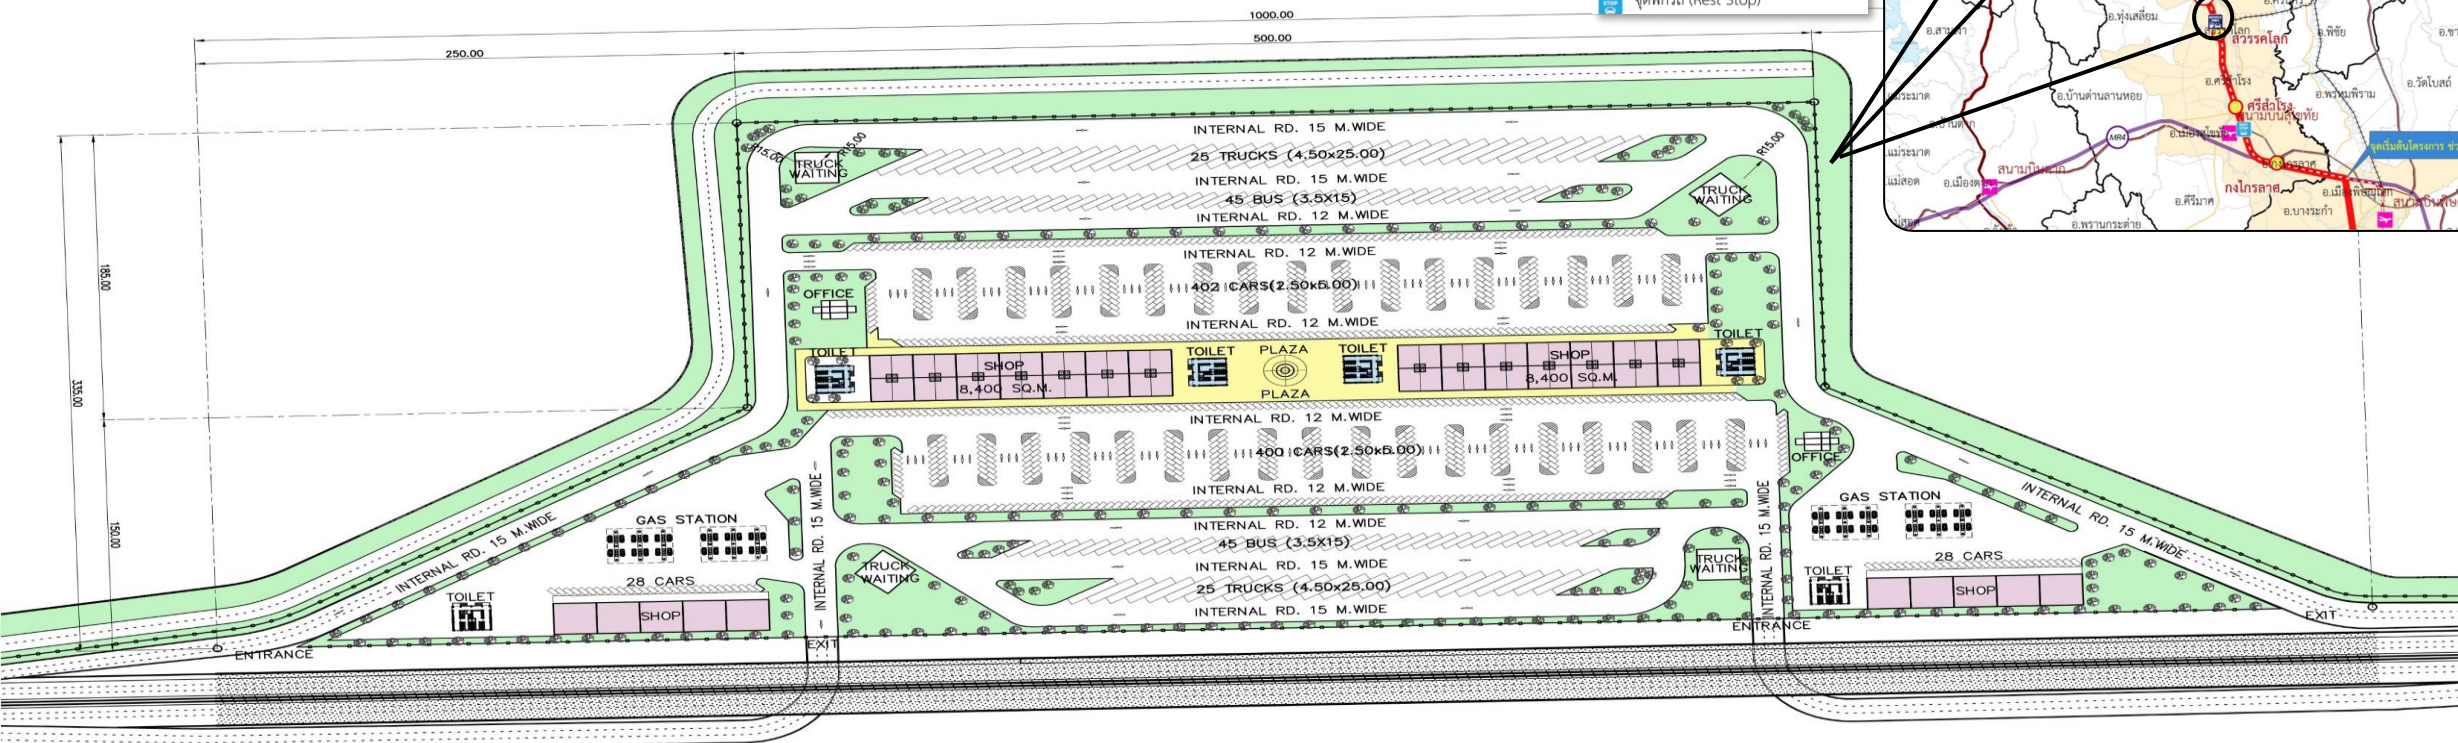 1000.00
250.00
500.00
185.00
335.00
150.00
R15.00
R15.00
R15.00
INTERNAL RD. 15 M.WIDE
TRUCK
WAITING
25 TRUCKS (4.50x25.00)
INTERNAL RD. 15 M.WIDE
45 BUS (3.5X15)
TRUCK
WAITING
INTERNAL RD. 12 M.WIDE
INTERNAL RD. 12 M.WIDE
OFFICE
402 CARS(2.50x5.00)
INTERNAL RD. 12 M.WIDE
TOILET
SHOP
8,400 SQ.M.
TOILET
PLAZA
PLAZA
TOILET
SHOP
8,400 SQ.M.
TOILET
INTERNAL RD. 12 M.WIDE
400 CARS(2.50x5.00)
OFFICE
INTERNAL RD. 12 M.WIDE
INTERNAL RD. 12 M.WIDE
45 BUS (3.5X15)
TRUCK
WAITING
INTERNAL RD. 15 M.WIDE
TRUCK
WAITING
25 TRUCKS (4.50x25.00)
INTERNAL RD. 15 M.WIDE
INTERNAL RD. 15 M.WIDE
INTERNAL RD. 15 M.WIDE
INTERNAL RD. 15 M.WIDE
INTERNAL RD. 15 M.WIDE
GAS STATION
28 CARS
TOILET
SHOP
ENTRANCE
EXIT
GAS STATION
28 CARS
TOILET
SHOP
ENTRANCE
EXIT
จุดพักรถ (Rest Stop)
อ.ทุ่งเสลี่ยม
สวรรคโลก
อ.พิชัย
อ.ศรีสำโรง
อ.วัดโบสถ์
อ.บ้านด่านลานหอย
ศรีสำโรง
อ.พรหมพิราม
สนามบินสุโขทัย
MR4
อ.เมืองสุโขทัย
จุดเริ่มต้นโครงการ
สนามบินตาก
แม่ระมาด
แม่สอด
อ.เมืองตาก
กงไกรลาศ
อ.เมืองพิษณุโลก
อ.คีรีมาศ
อ.บางระกำ
อ.พรานกระต่าย